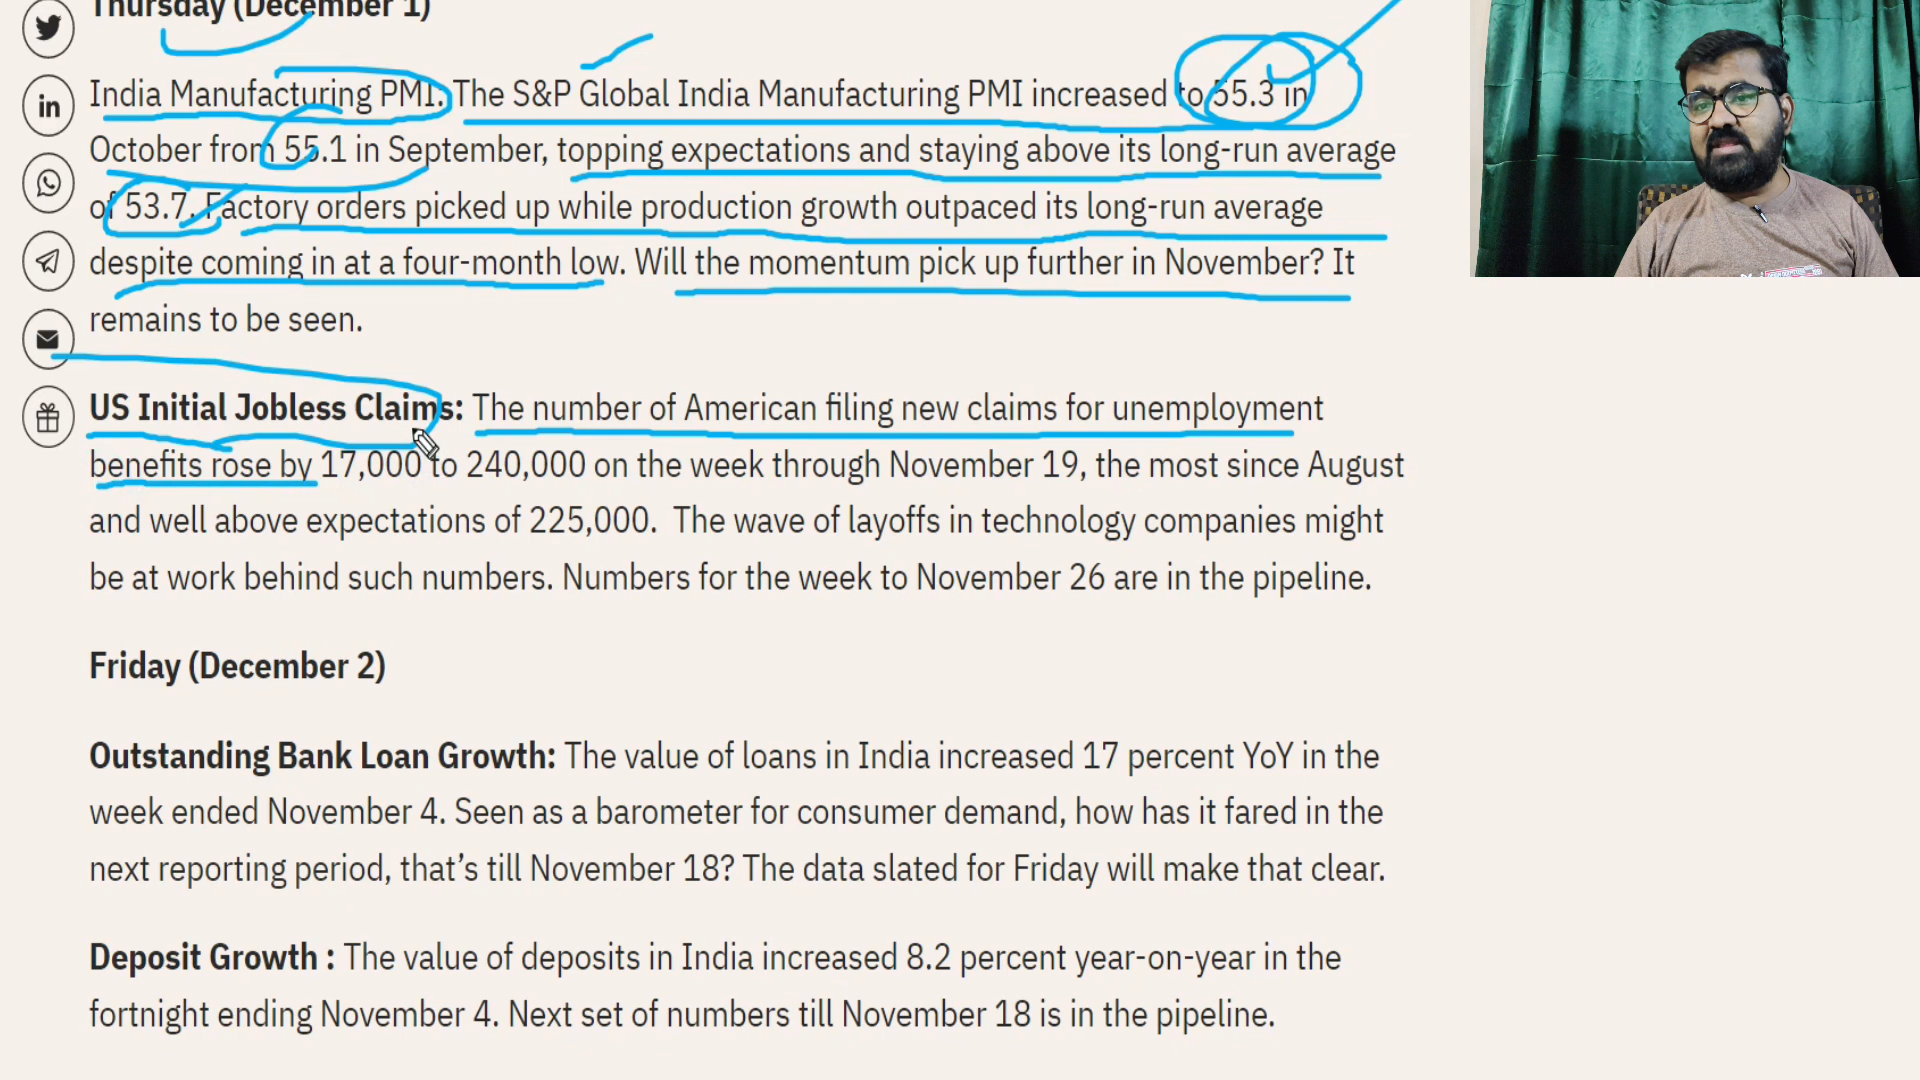 Thursday (December 1)
India Manufacturing PMI. The S&P Global India Manufacturing PMI increased to 55.3 in
October from 55.1 in September, topping expectations and staying above its long-run average
of 53.7. Factory orders picked up while production growth outpaced its long-run average
despite coming in at a four-month low. Will the momentum pick up further in November? It
remains to be seen.
US Initial Jobless Claims: The number of American filing new claims for unemployment
benefits rose by 17,000 to 240,000 on the week through November 19, the most since August
and well above expectations of 225,000. The wave of layoffs in technology companies might
be at work behind such numbers. Numbers for the week to November 26 are in the pipeline.
Friday (December 2)
Outstanding Bank Loan Growth: The value of loans in India increased 17 percent YoY in the
week ended November 4. Seen as a barometer for consumer demand, how has it fared in the
next reporting period, that’s till November 18? The data slated for Friday will make that clear.
Deposit Growth : The value of deposits in India increased 8.2 percent year-on-year in the
fortnight ending November 4. Next set of numbers till November 18 is in the pipeline.